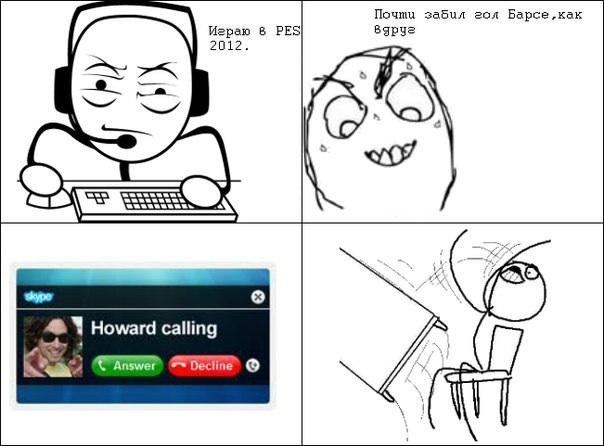 Играю в PES
2012.
Почти забил гол Барсе,как
вдруг
skype
Howard calling
Answer
Decline